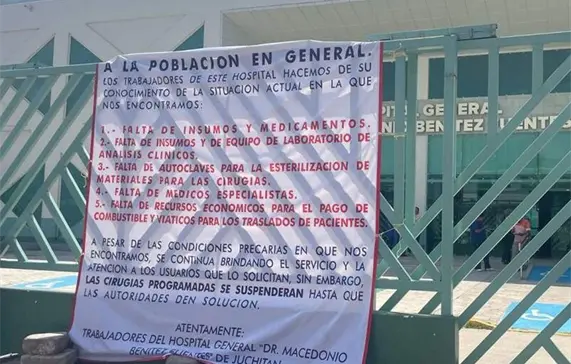 A LA POBLACIÓN EN GENERAL.
LOS TRABAJADORES DE ESTE HOSPITAL HACEMOS DE SU
CONOCIMIENTO DE LA SITUACION ACTUAL EN LA QUE
NOS ENCONTRAMOS:
1.- FALTA DE INSUMOS Y MEDICAMENTOS.
2.- FALTA DE INSUMOS Y DE EQUIPO DE LABORATORIO DE
ANALISIS CLINICOS.
3.- FALTA DE AUTOCLAVES PARA LA ESTERILIZACION DE
MATERIALES PARA LAS CIRUGIAS.
4.- FALTA DE MEDICOS ESPECIALISTAS.
5.- FALTA DE RECURSOS ECONOMICOS PARA EL PAGO DE
COMBUSTIBLE Y VIATICOS PARA LOS TRASLADOS DE PACIENTES.
A PESAR DE LAS CONDICIONES PRECARIAS EN QUE NOS
ENCONTRAMOS, SE CONTINUA BRINDANDO EL SERVICIO Y LA
ATENCION A LOS USUARIOS QUE LO SOLICITAN, SIN EMBARGO,
LAS CIRUGIAS PROGRAMADAS SE SUSPENDERAN HASTA QUE
LAS AUTORIDADES DEN SOLUCION.
ATENTAMENTE:
TRABAJADORES DEL HOSPITAL GENERAL "DR. MACEDONIO
BENITEZ FUENTES" DE JUCHITAN
GENERAL
BENITEZ FUENTES